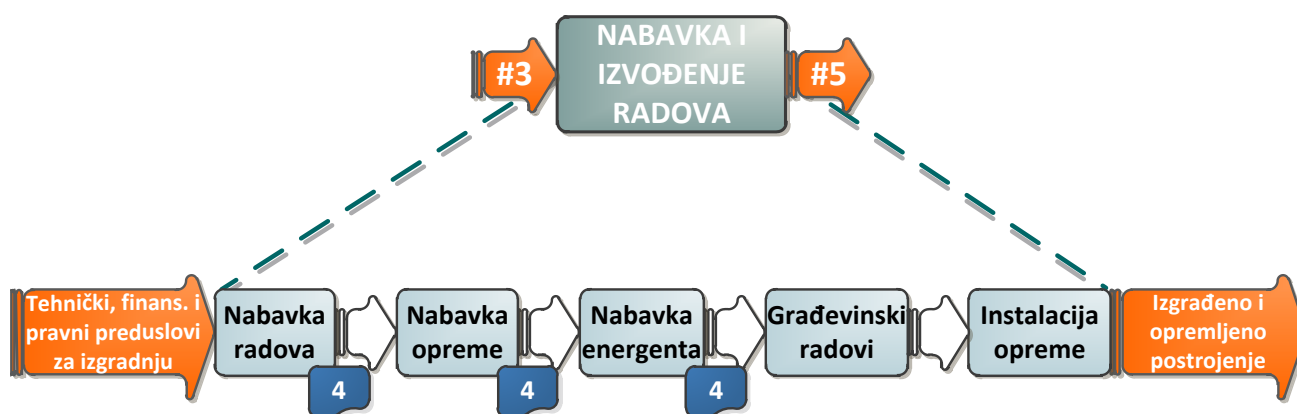 #3
NABAVKA I
IZVOĐENJE
RADOVA
#5
Tehnički, finans. i
pravni preduslovi
za izgradnju
Nabavka
radova
4
Nabavka
opreme
4
Nabavka
energenta
4
Građevinski
radovi
Instalacija
opreme
Izgrađeno i
opremljeno
postrojenje